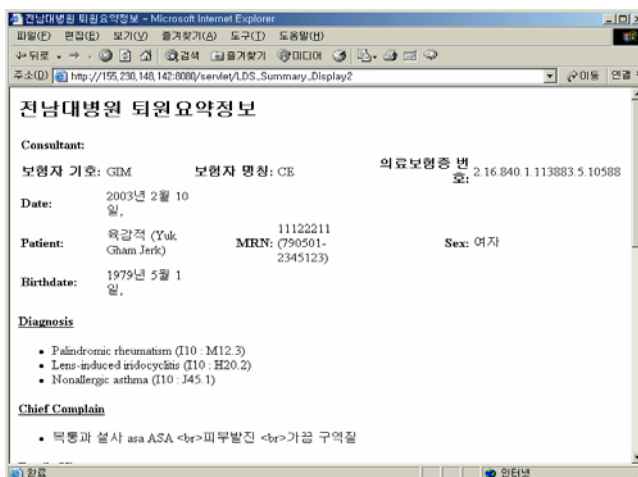 전남대병원 퇴원요약정보 - Microsoft Internet Explorer
파일(F) 편집(E) 보기(V) 즐겨찾기(A) 도구(T) 도움말(H)
뒤로 검색 즐겨찾기 미디어
주소(D) http://155,230,148,142:8080/servlet/LDS_Summary_Display2 이동 연결
전남대병원 퇴원요약정보
Consultant:
보험자 기호: GIM 보험자 명칭: CE 의료보험증 번
호: 2.16.840.1.113883.5.10588
Date: 2003년 2월 10
일,
Patient: 육감적 (Yuk
Gham Jerk) MRN: 11122211
(790501-
2345123) Sex: 여자
Birthdate: 1979년 5월 1
일,
Diagnosis
• Palindromic rheumatism (I10 : M12.3)
• Lens-induced iridocyclitis (I10 : H20.2)
• Nonallergic asthma (I10 : J45.1)
Chief Complain
• 목통과 설사 asa ASA <br>피부발진 <br>가끔 구역질
완료 인터넷